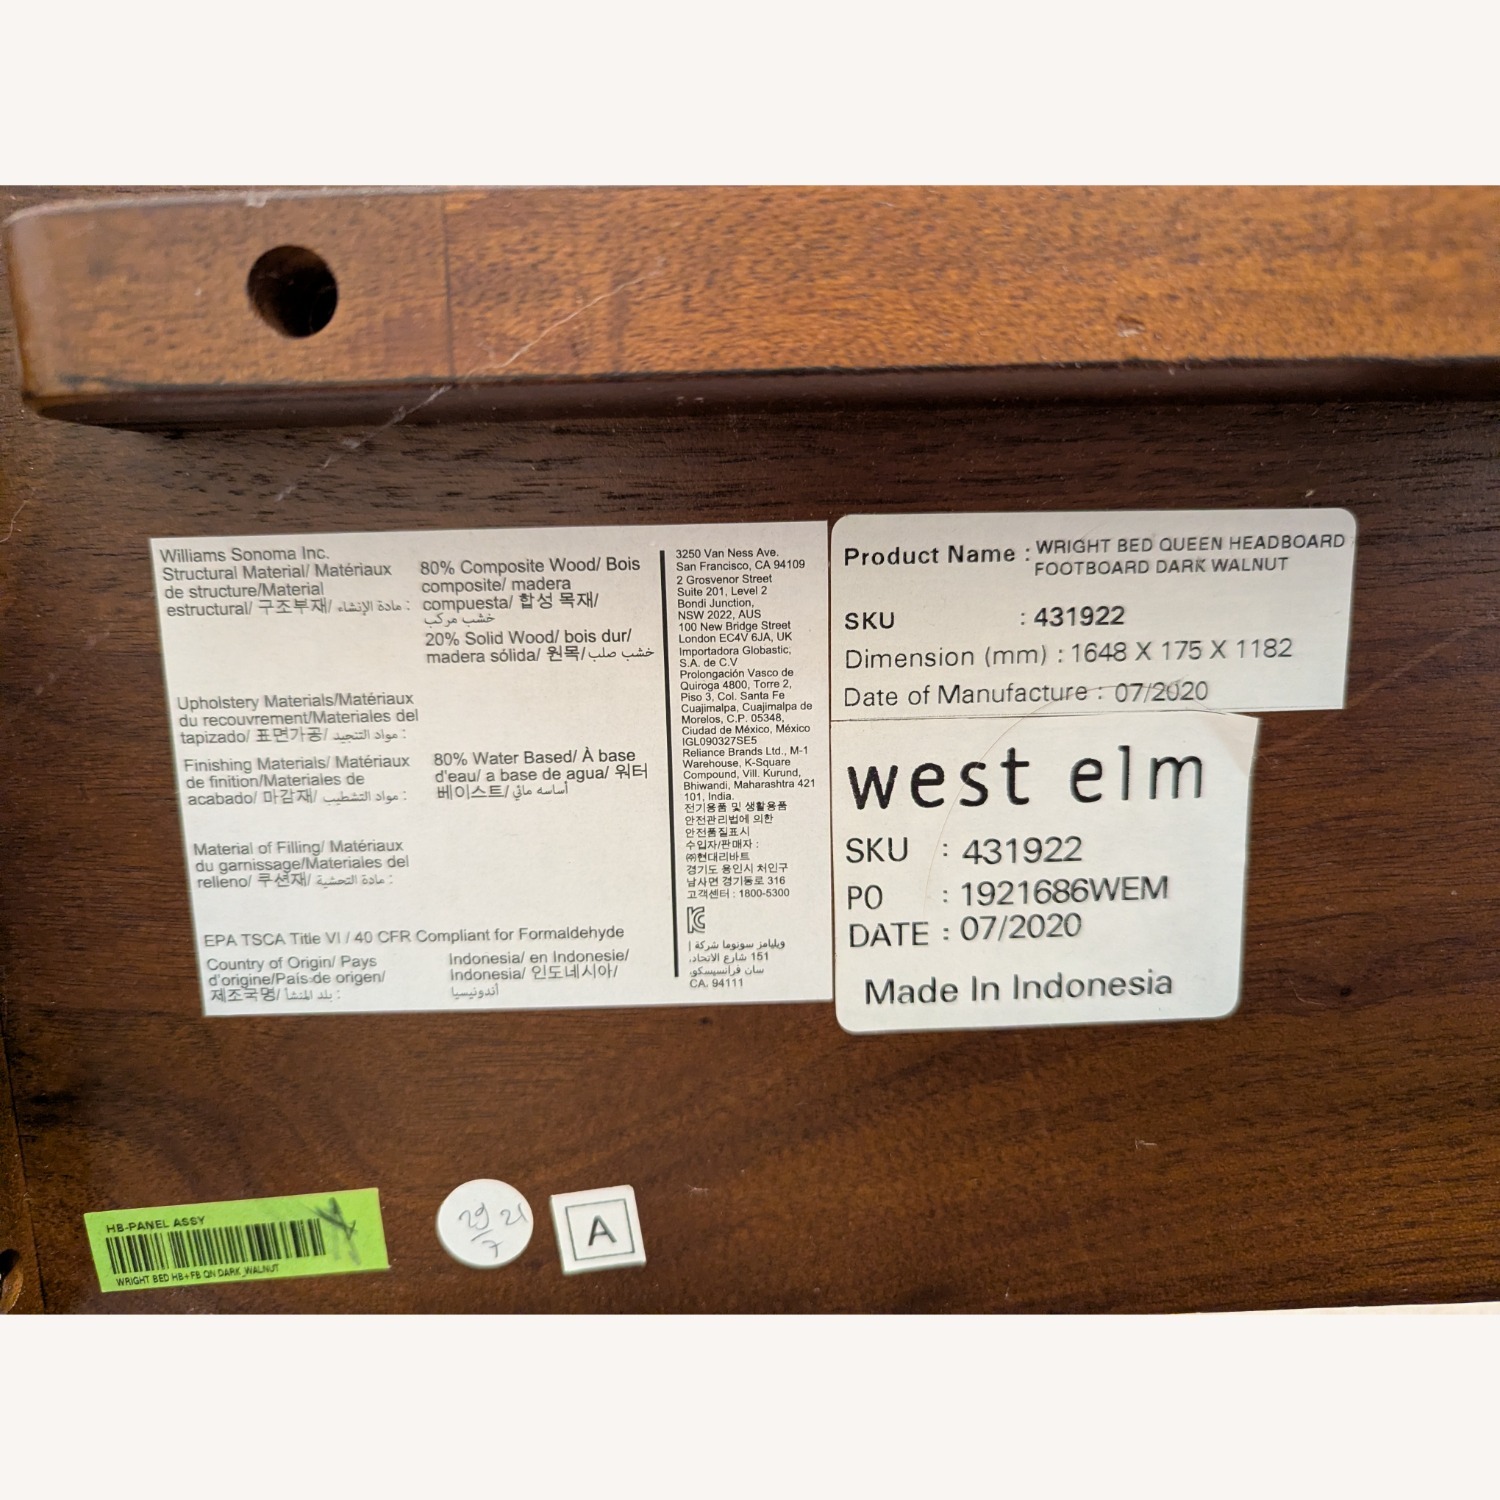 Williams Sonoma Inc.
Structural Material/ Matériaux
de structure/Material
estructural/ 구조부재/ مادة الإنشاء :
80% Composite Wood/ Bois
composite/ madera
compuesta/ 합성 목재/
خشب مركب
20% Solid Wood/ bois dur/
madera sólida/ 원목/ خشب صلب
Upholstery Materials/Matériaux
du recouvrement/Materiales del
tapizado/ 표면가공/ مواد التنجيد :
Finishing Materials/ Matériaux
de finition/Materiales de
acabado/ 마감재/ مواد التشطيب :
80% Water Based/ À base
d'eau/ a base de agua/ 워터
베이스트/ أساسه مائي
Material of Filling/ Matériaux
du garnissage/Materiales del
relleno/ 쿠션재/ مادة التحشية :
EPA TSCA Title VI / 40 CFR Compliant for Formaldehyde
Country of Origin/ Pays
d'origine/País de origen/
제조국명/ بلد المنشأ :
Indonesia/ en Indonesie/
Indonesia/ 인도네시아/
أندونيسيا
3250 Van Ness Ave.
San Francisco, CA 94109
2 Grosvenor Street
Suite 201, Level 2
Bondi Junction,
NSW 2022, AUS
100 New Bridge Street
London EC4V 6JA, UK
Importadora Globastic,
S.A. de C.V
Prolongación Vasco de
Quiroga 4800, Torre 2,
Piso 3, Col. Santa Fe
Cuajimalpa, Cuajimalpa de
Morelos, C.P. 05348,
Ciudad de México, México
IGL090327SE5
Reliance Brands Ltd., M-1
Warehouse, K-Square
Compound, Vill. Kurund,
Bhiwandi, Maharashtra 421
101, India.
전기용품 및 생활용품
안전관리법에 의한
안전품질표시
수입자/판매자 :
㈜현대리바트
경기도 용인시 처인구
남사면 경기동로 316
고객센터 : 1800-5300
ويليامز سونوما شركة |
151 شارع الاتحاد،
سان فرانسيسكو،
CA. 94111
Product Name : WRIGHT BED QUEEN HEADBOARD
FOOTBOARD DARK WALNUT
SKU : 431922
Dimension (mm) : 1648 X 175 X 1182
Date of Manufacture : 07/2020
west elm
SKU : 431922
PO : 1921686WEM
DATE : 07/2020
Made In Indonesia
HB-PANEL ASSY
WRIGHT BED HB+FB QN DARK WALNUT
29 21
7
A